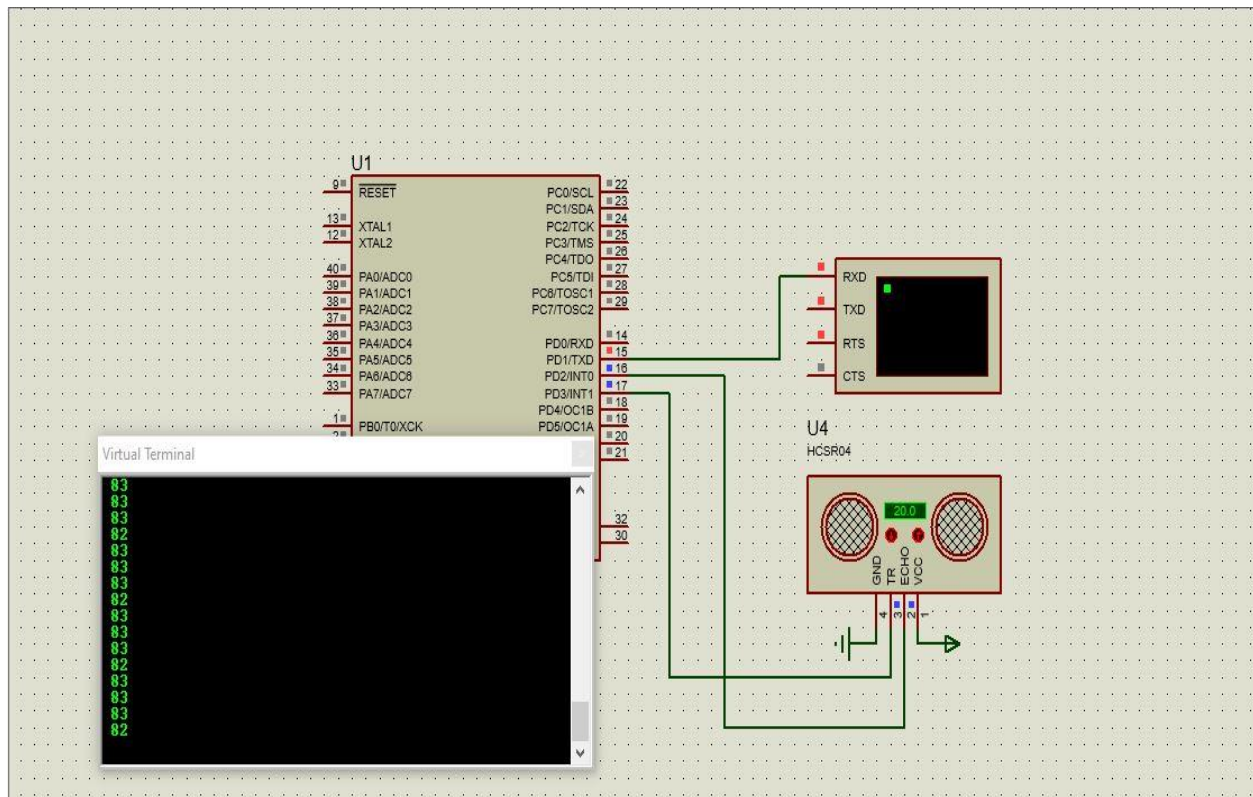 U1
9
RESET
13
XTAL1
12
XTAL2
40
PA0/ADC0
39
PA1/ADC1
38
PA2/ADC2
37
PA3/ADC3
36
PA4/ADC4
35
PA5/ADC5
34
PA6/ADC6
33
PA7/ADC7
1
PB0/T0/XCK
2
PC0/SCL
22
PC1/SDA
23
PC2/TCK
24
PC3/TMS
25
PC4/TDO
26
PC5/TDI
27
PC6/TOSC1
28
PC7/TOSC2
29
PD0/RXD
14
PD1/TXD
15
PD2/INT0
16
PD3/INT1
17
PD4/OC1B
18
PD5/OC1A
19
20
21
32
30
RXD
TXD
RTS
CTS
U4
HCSR04
20.0
GND
TR
ECHO
VCC
4
3
2
1
Virtual Terminal
83
83
83
82
83
83
83
82
83
83
83
82
83
83
83
82